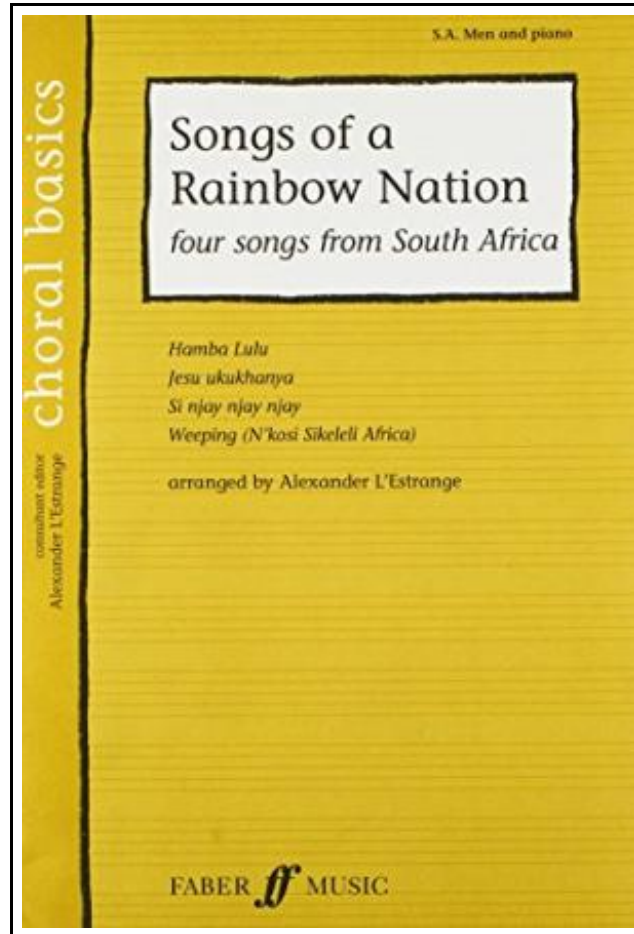 S.A. Men and piano
Songs of a
Rainbow Nation
four songs from South Africa
Hamba Lulu
Jesu ukukhanya
Si njay njay njay
Weeping (N'kosi Sikeleli Africa)
arranged by Alexander L'Estrange
choral basics
consultant editor
Alexander L'Estrange
FABER ff MUSIC